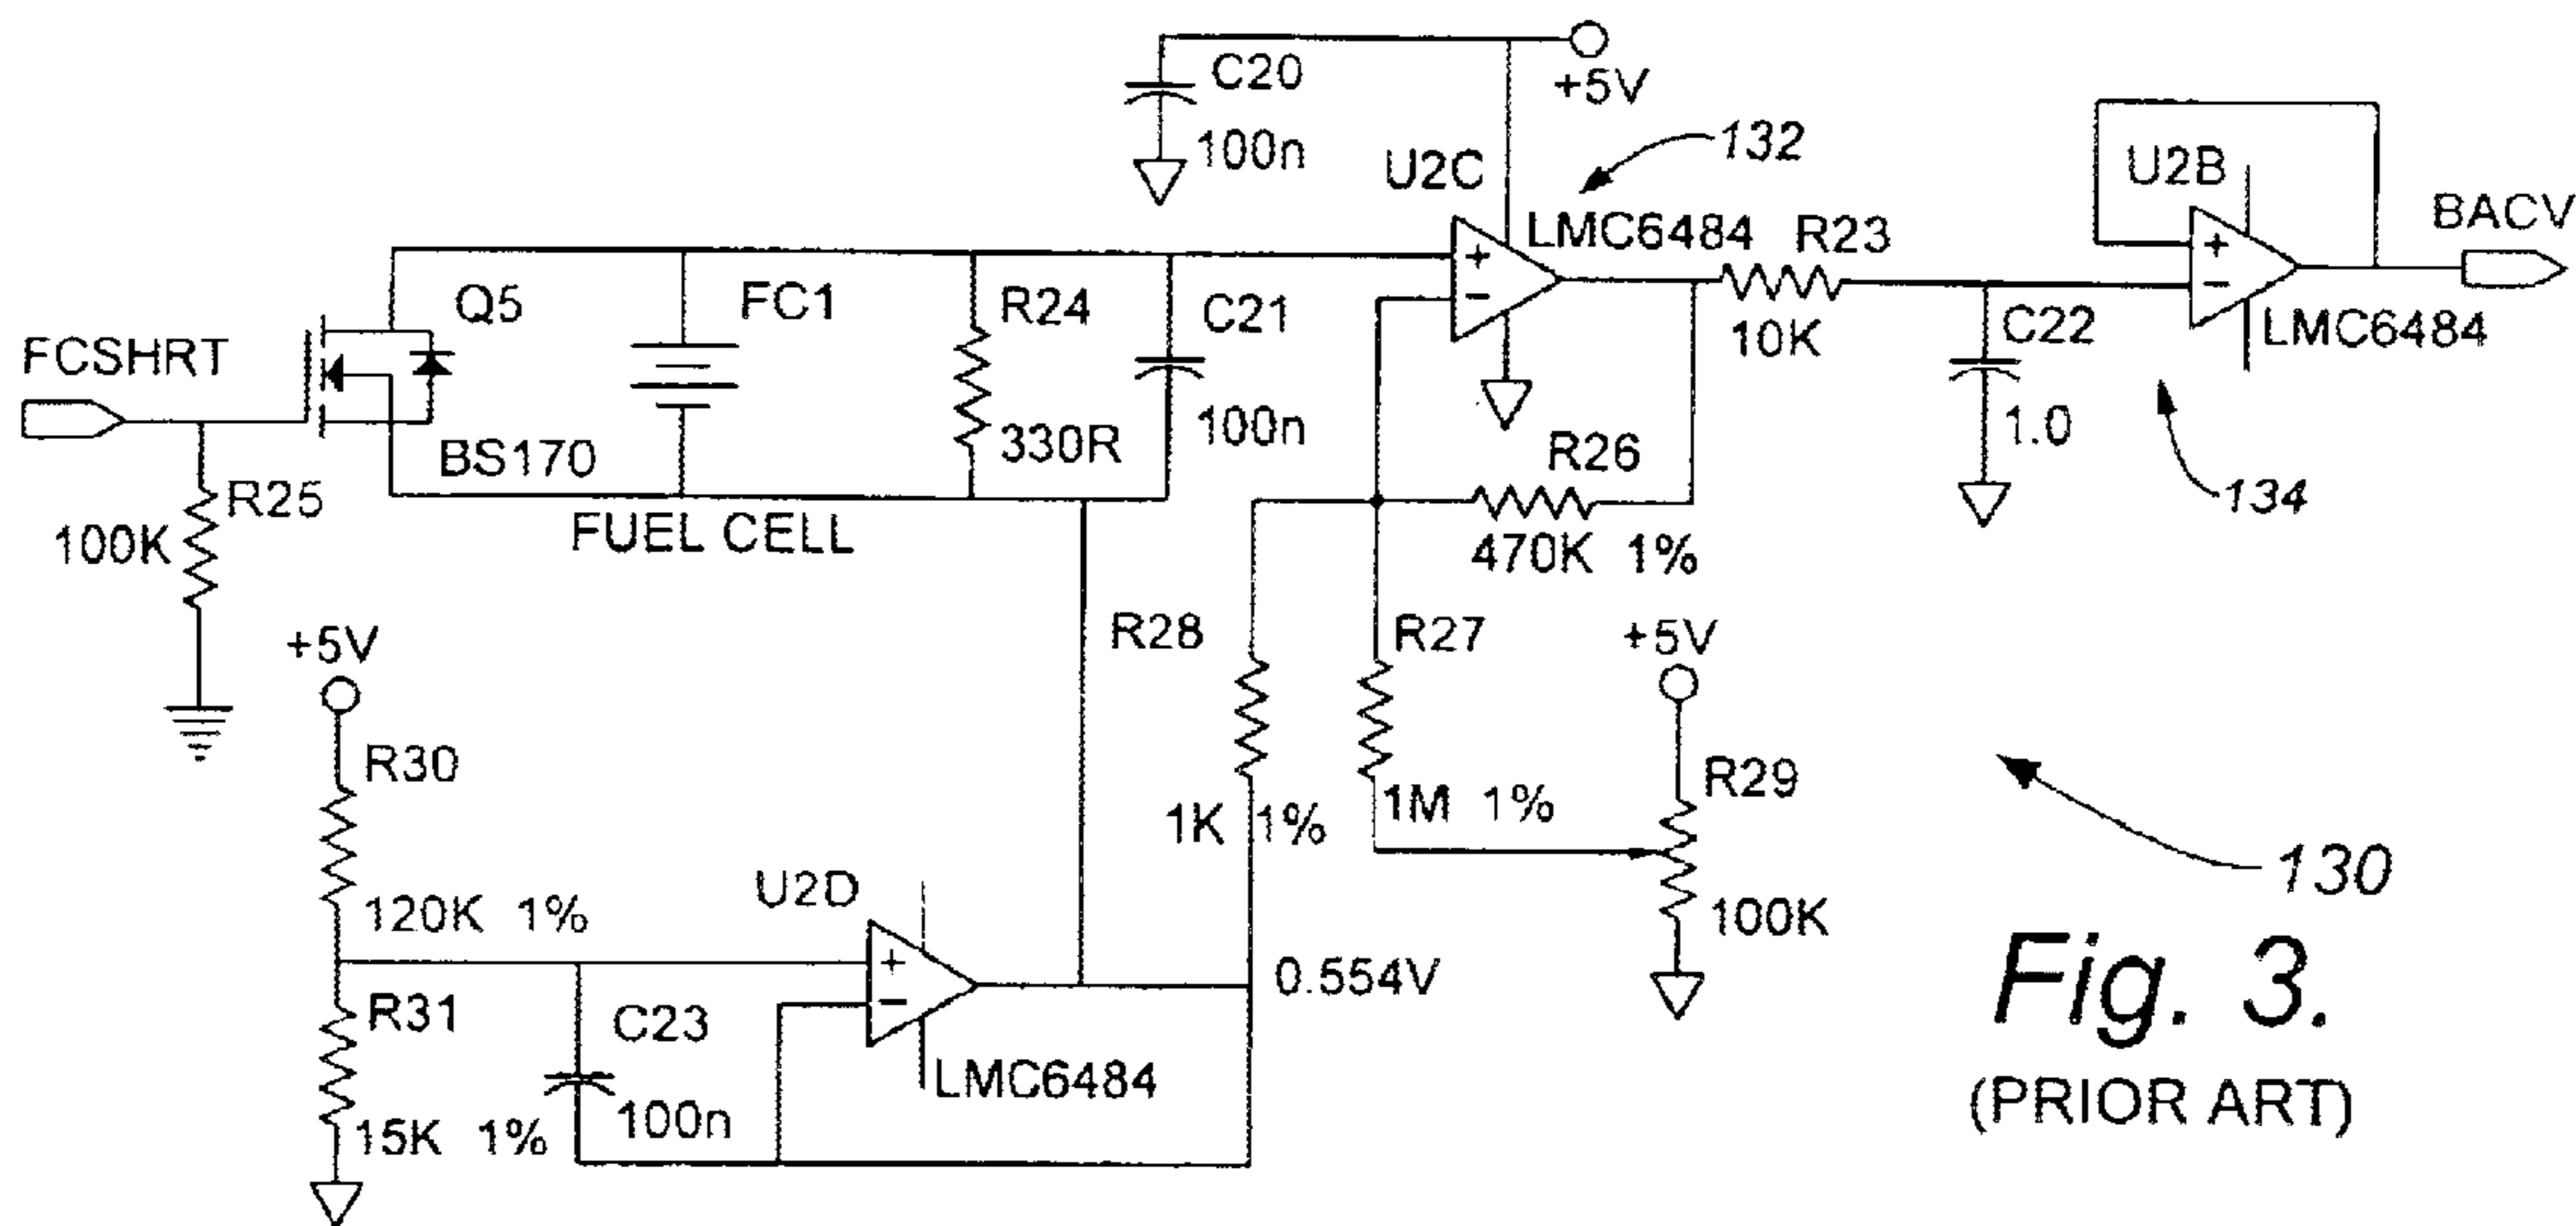 C20
100n
+5V
U2C
132
LMC6484
R23
10K
U2B
BACV
LMC6484
C22
1.0
134
FCSHRT
Q5
BS170
FC1
FUEL CELL
R24
330R
C21
100n
R25
100K
R26
470K 1%
+5V
R30
120K 1%
R31
15K 1%
C23
100n
U2D
LMC6484
R28
1K 1%
0.554V
R27
1M 1%
+5V
R29
100K
130
Fig. 3.
(PRIOR ART)
+
−
+
−
+
−